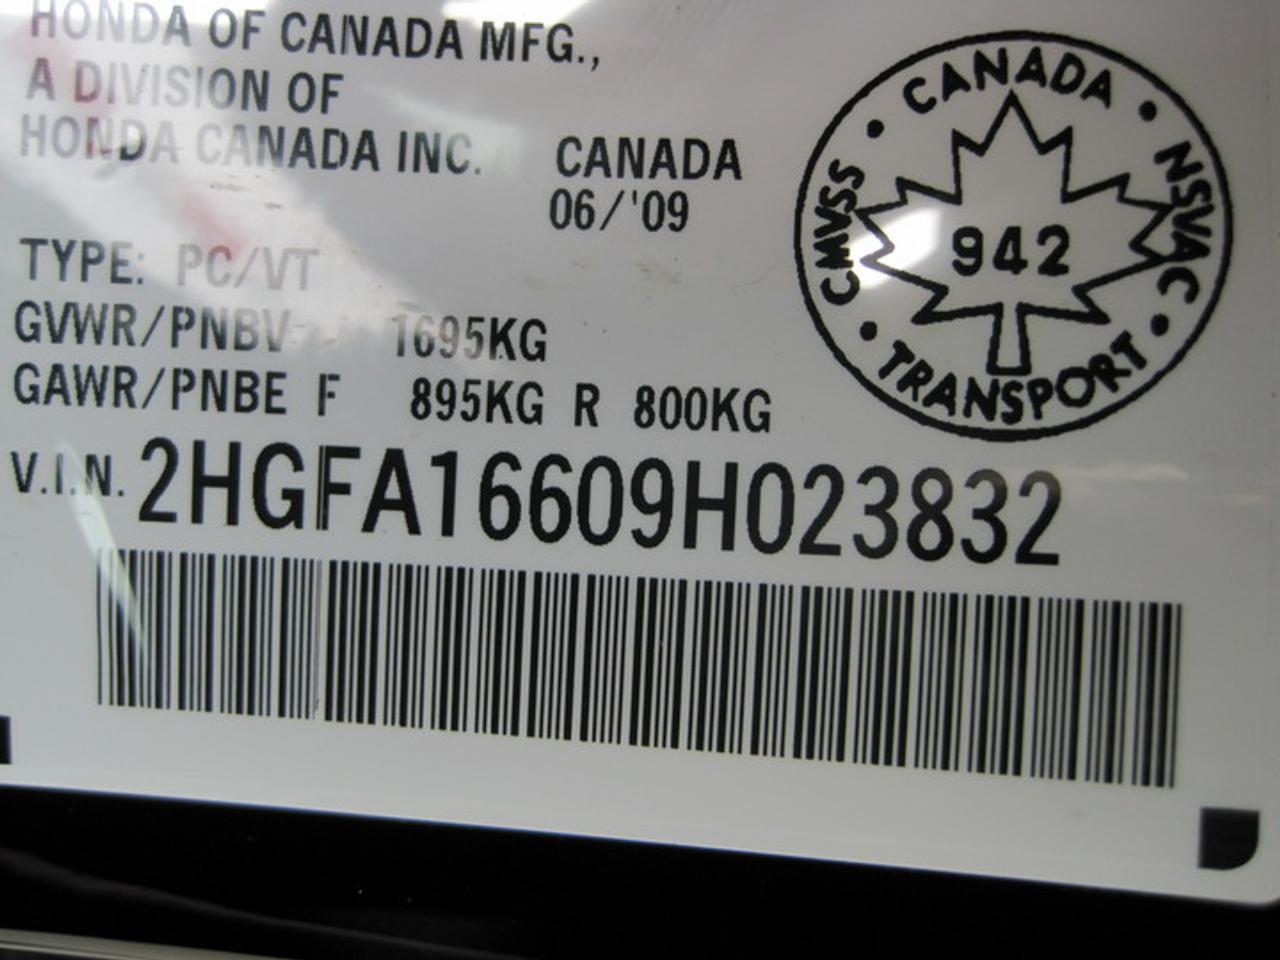 HONDA OF CANADA MFG.,
A DIVISION OF
HONDA CANADA INC. CANADA
06/'09
TYPE: PC/VT
GVWR/PNBV 1695KG
GAWR/PNBE F 895KG R 800KG
V.I.N. 2HGFA16609H023832
CANADA
NSVAC
TRANSPORT
CMVSS
942